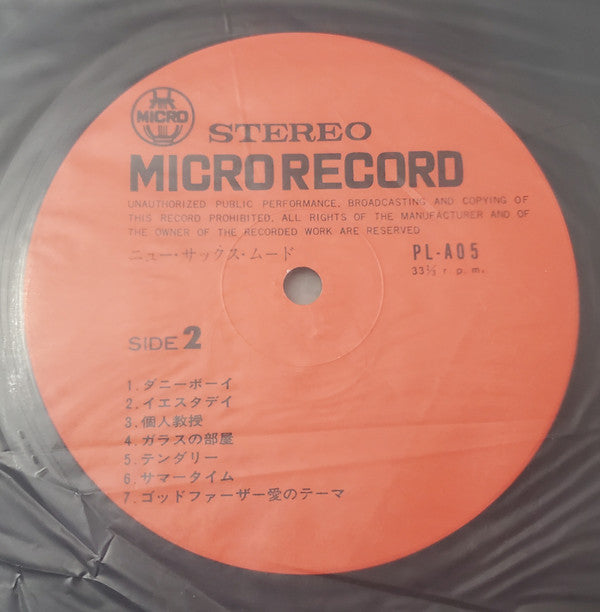 MICRO
STEREO
MICRO RECORD
UNAUTHORIZED PUBLIC PERFORMANCE, BROADCASTING AND COPYING OF
THIS RECORD PROHIBITED, ALL RIGHTS OF THE MANUFACTURER AND OF
THE OWNER OF THE RECORDED WORK ARE RESERVED
ニュー・サックス・ムード
PL-A05
33⅓ r. p. m.
SIDE 2
1. ダニーボーイ
2. イエスタデイ
3. 個人教授
4. ガラスの部屋
5. テンダリー
6. サマータイム
7. ゴッドファーザー愛のテーマ